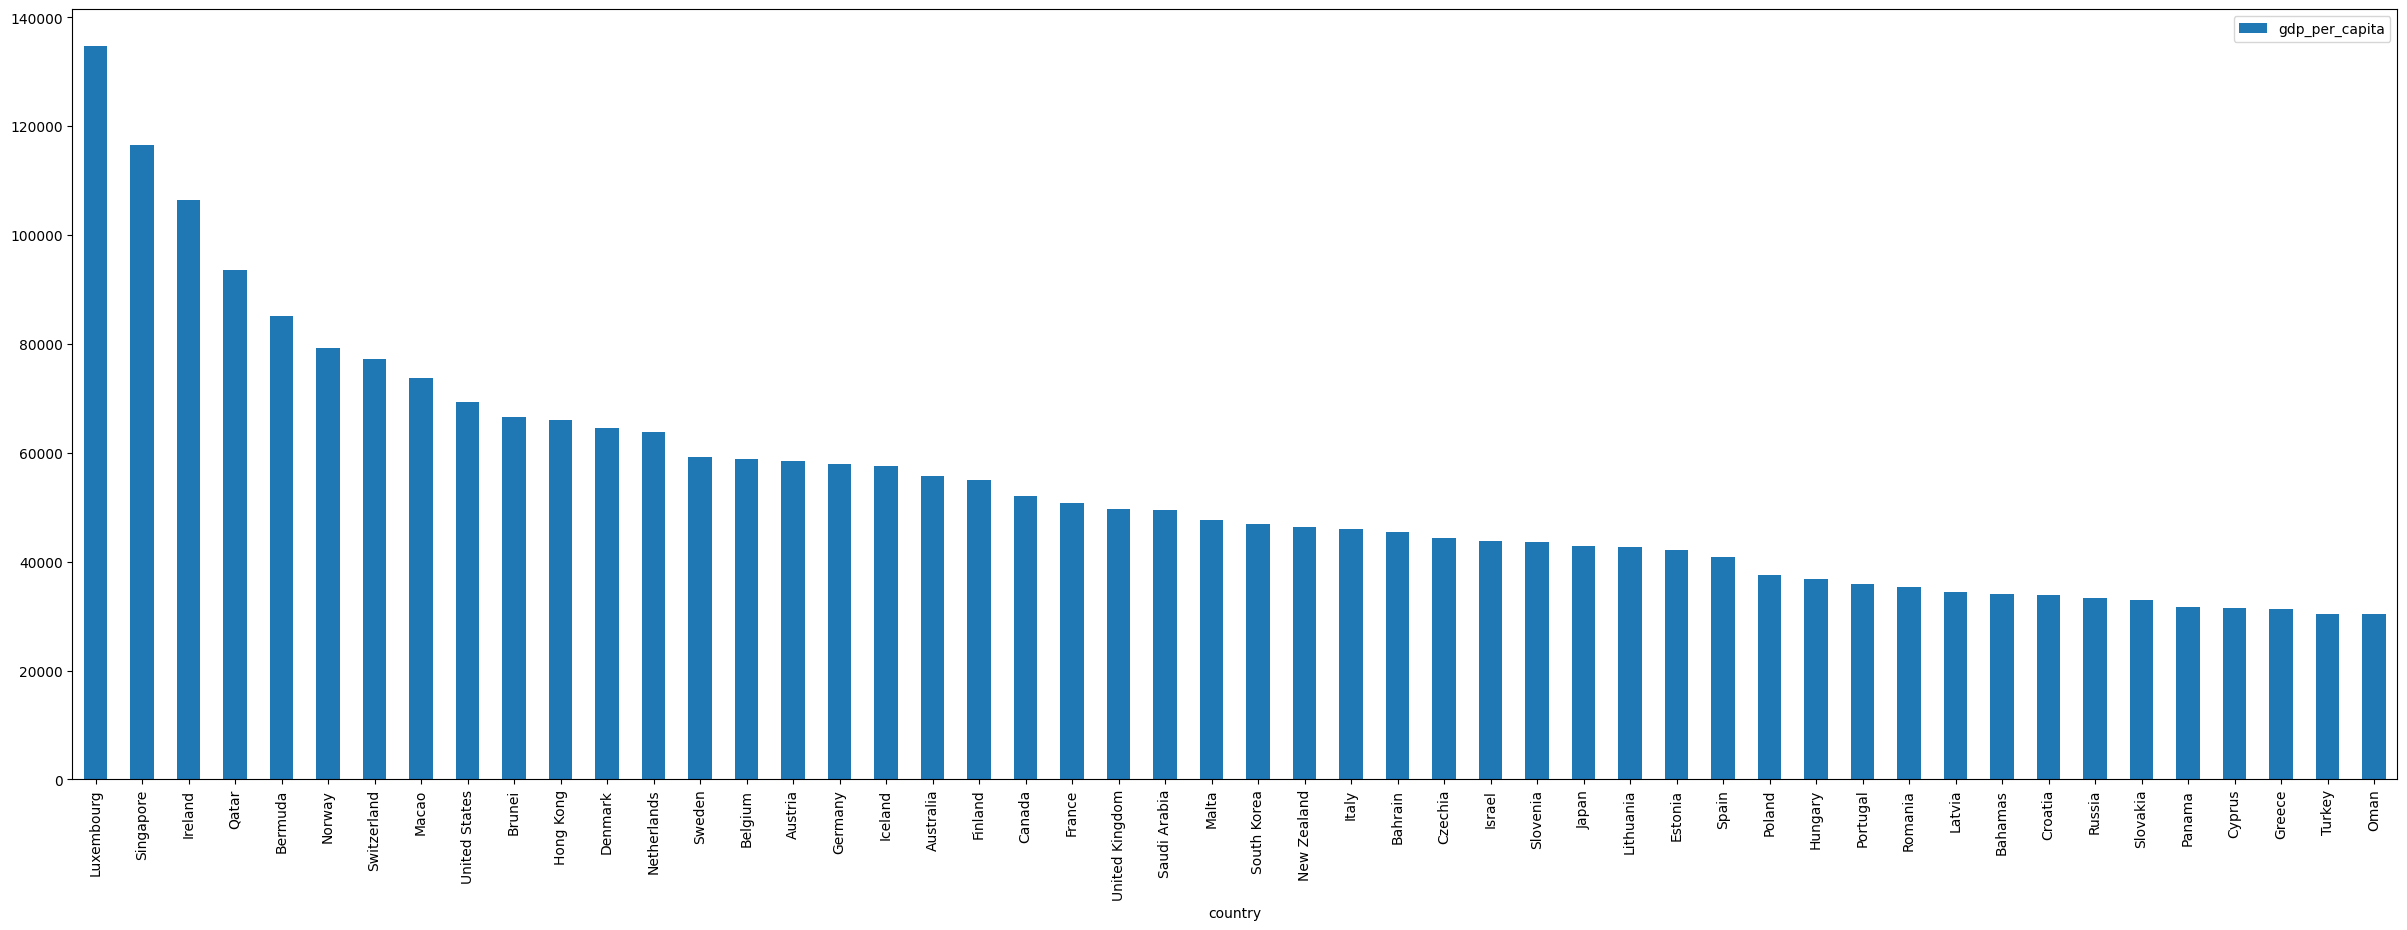 gdp_per_capita
140000
120000
100000
80000
60000
40000
20000
0
Luxembourg
Singapore
Ireland
Qatar
Bermuda
Norway
Switzerland
Macao
United States
Brunei
Hong Kong
Denmark
Netherlands
Sweden
Belgium
Austria
Germany
Iceland
Australia
Finland
Canada
France
United Kingdom
Saudi Arabia
Malta
South Korea
New Zealand
Italy
Bahrain
Czechia
Israel
Slovenia
Japan
Lithuania
Estonia
Spain
Poland
Hungary
Portugal
Romania
Latvia
Bahamas
Croatia
Russia
Slovakia
Panama
Cyprus
Greece
Turkey
Oman
country